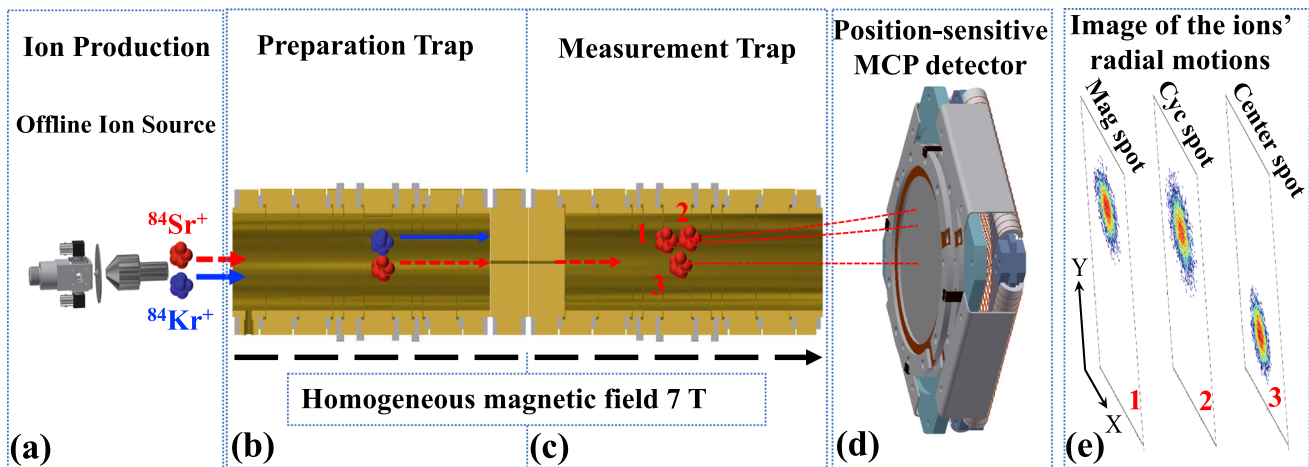 Ion Production
Offline Ion Source
⁸⁴Sr⁺
⁸⁴Kr⁺
(a)
Preparation Trap
(b)
Measurement Trap
1
2
3
(c)
Homogeneous magnetic field 7 T
Position-sensitive
MCP detector
(d)
Image of the ions’
radial motions
Mag spot
Cyc spot
Center spot
Y
X
1
2
3
(e)